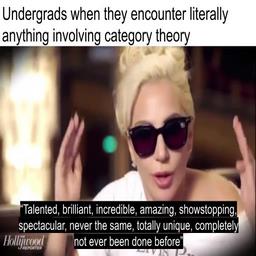 Undergrads when they encounter literally
anything involving category theory
"Talented, brilliant, incredible, amazing, showstopping,
spectacular, never the same, totally unique, completely
not ever been done before"
Hollywood
REPORTER